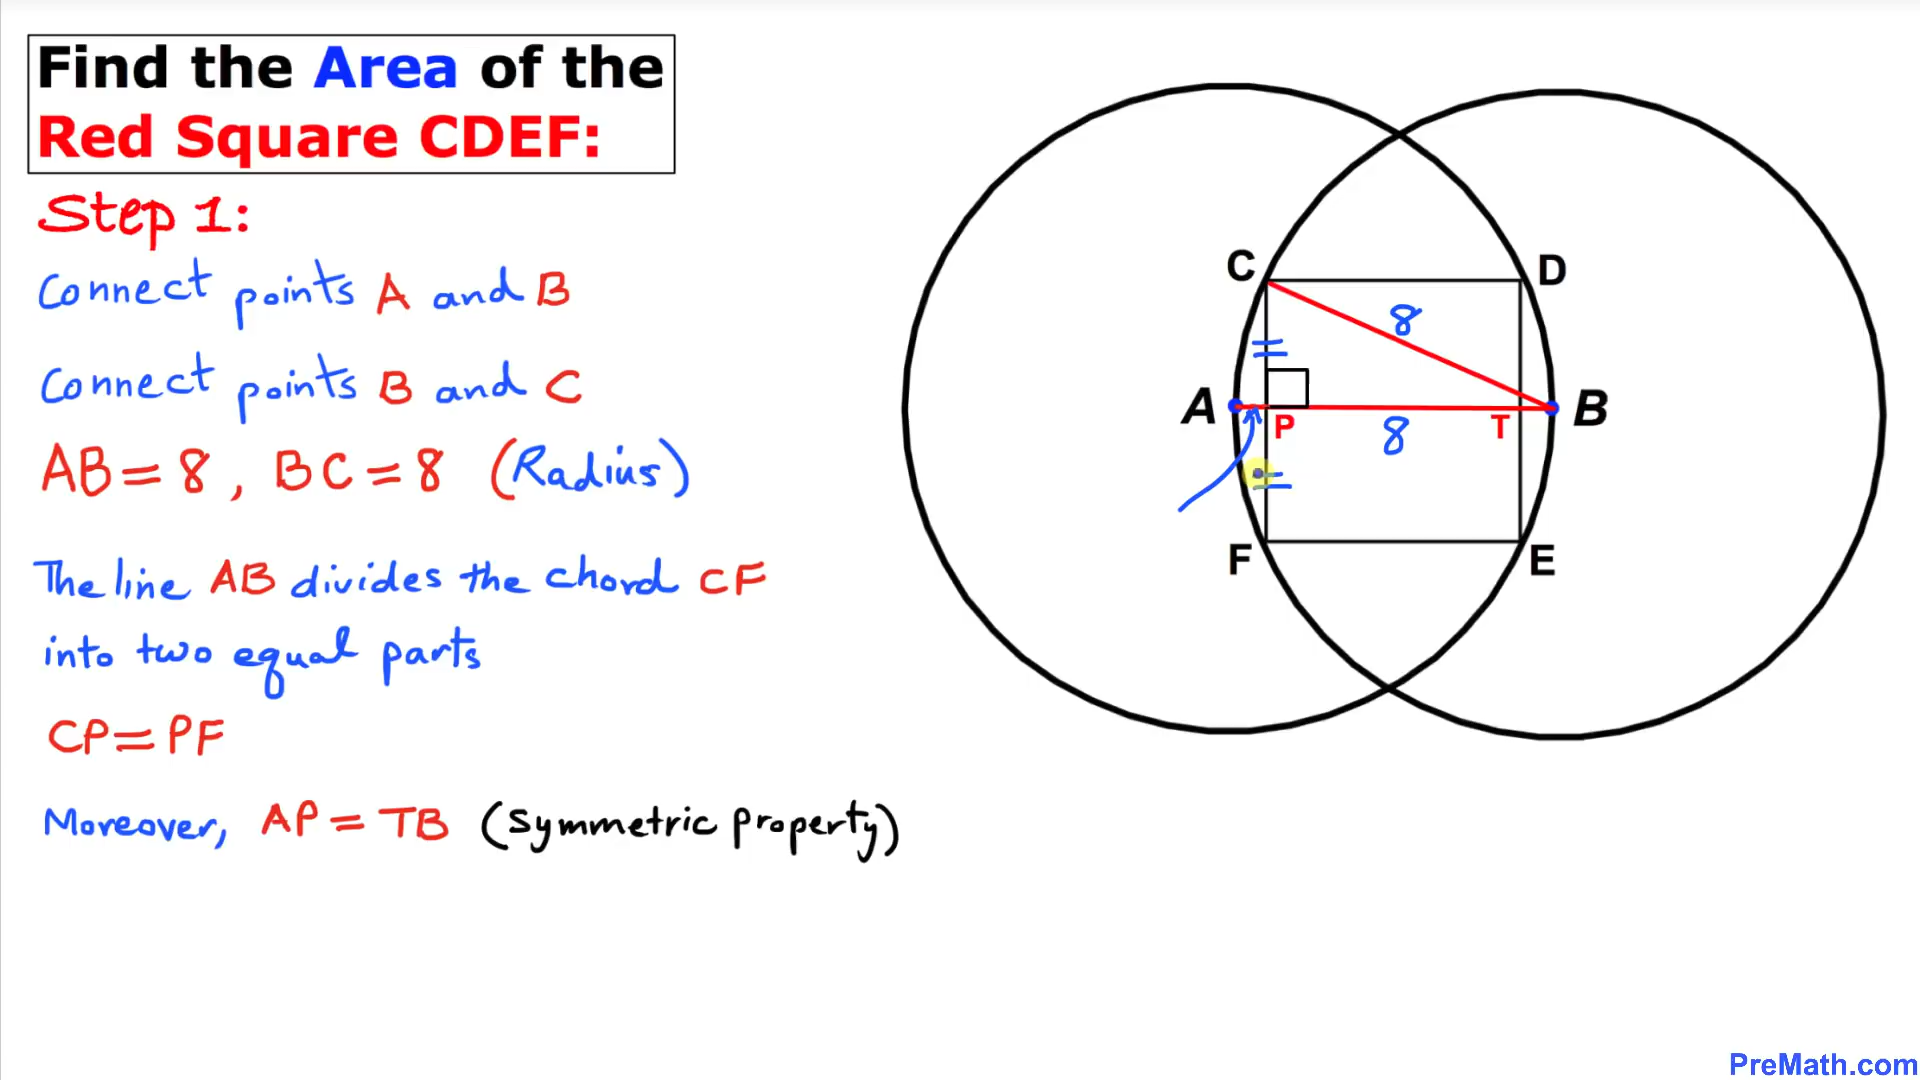 Find the Area of the
Red Square CDEF:
Step 1:
Connect points A and B
Connect points B and C
AB = 8 , BC = 8 (Radius)
The line AB divides the chord CF
into two equal parts
CP = PF
Moreover, AP = TB (symmetric property)
C
D
8
A
P
8
T
B
F
E
PreMath.com